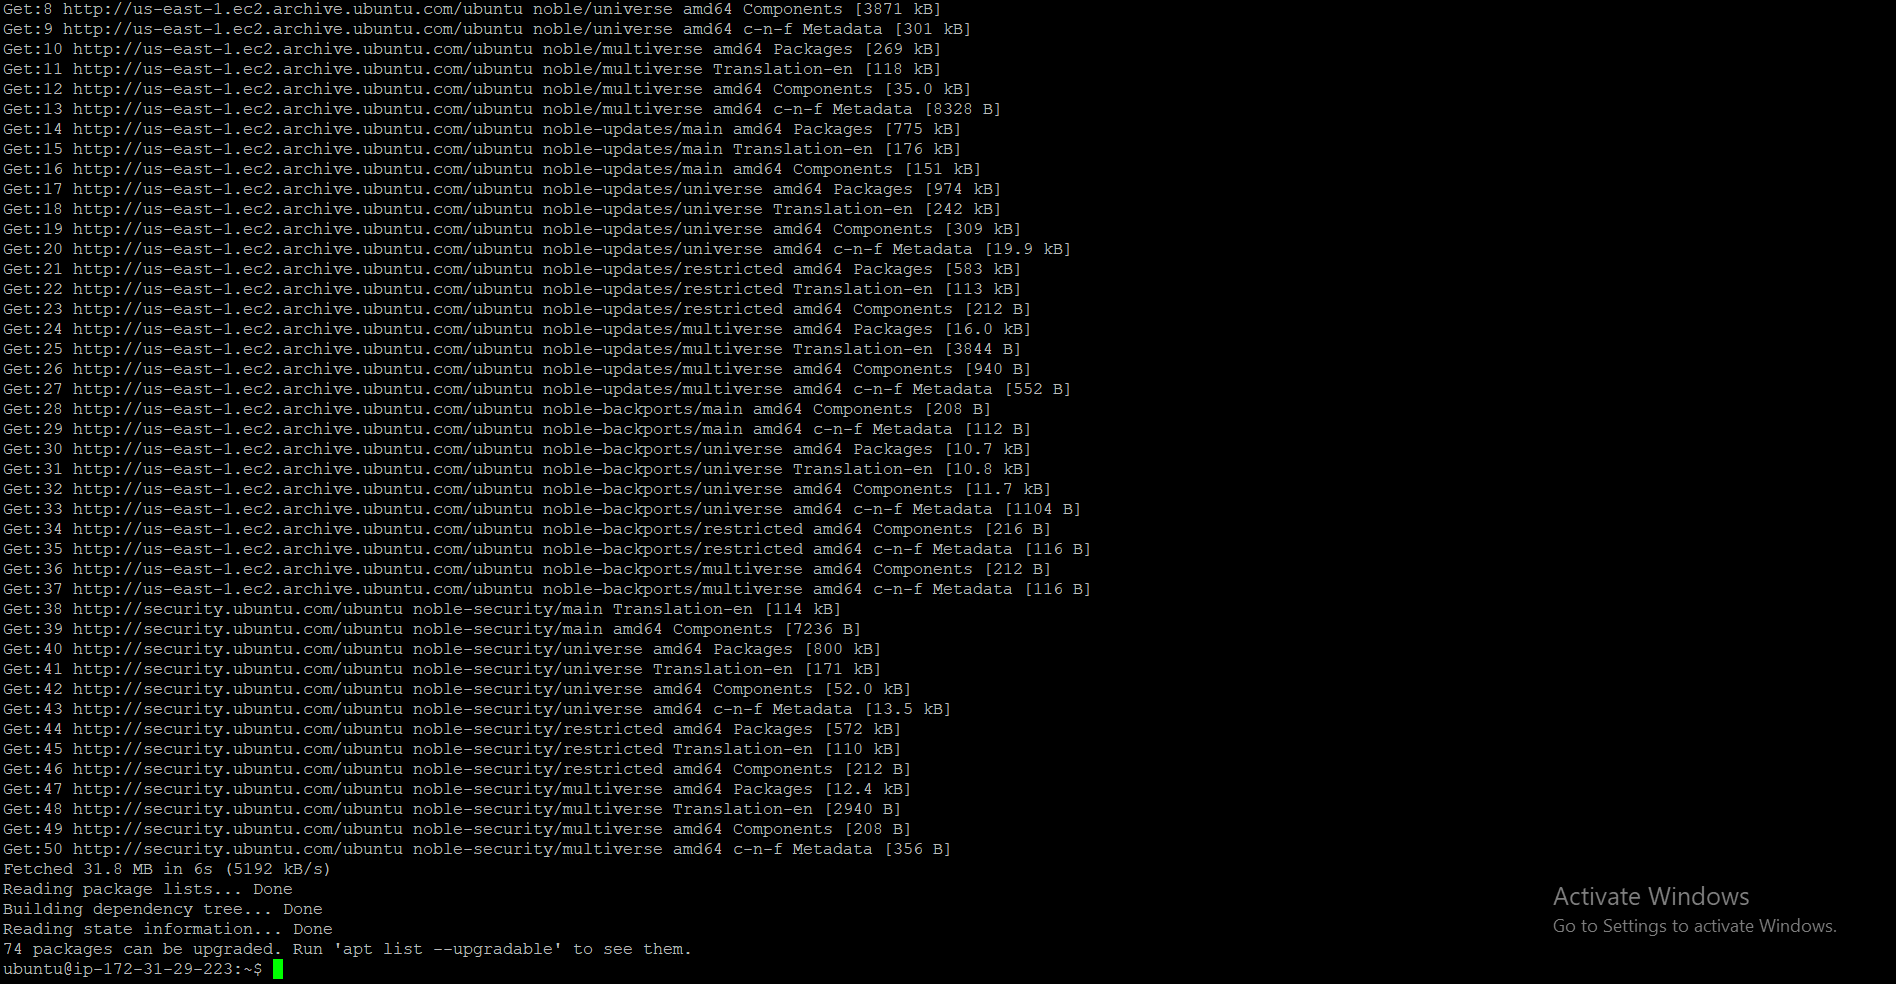 Get:8 http://us-east-1.ec2.archive.ubuntu.com/ubuntu noble/universe amd64 Components [3871 kB]
Get:9 http://us-east-1.ec2.archive.ubuntu.com/ubuntu noble/universe amd64 c-n-f Metadata [301 kB]
Get:10 http://us-east-1.ec2.archive.ubuntu.com/ubuntu noble/multiverse amd64 Packages [269 kB]
Get:11 http://us-east-1.ec2.archive.ubuntu.com/ubuntu noble/multiverse Translation-en [118 kB]
Get:12 http://us-east-1.ec2.archive.ubuntu.com/ubuntu noble/multiverse amd64 Components [35.0 kB]
Get:13 http://us-east-1.ec2.archive.ubuntu.com/ubuntu noble/multiverse amd64 c-n-f Metadata [8328 B]
Get:14 http://us-east-1.ec2.archive.ubuntu.com/ubuntu noble-updates/main amd64 Packages [775 kB]
Get:15 http://us-east-1.ec2.archive.ubuntu.com/ubuntu noble-updates/main Translation-en [176 kB]
Get:16 http://us-east-1.ec2.archive.ubuntu.com/ubuntu noble-updates/main amd64 Components [151 kB]
Get:17 http://us-east-1.ec2.archive.ubuntu.com/ubuntu noble-updates/universe amd64 Packages [974 kB]
Get:18 http://us-east-1.ec2.archive.ubuntu.com/ubuntu noble-updates/universe Translation-en [242 kB]
Get:19 http://us-east-1.ec2.archive.ubuntu.com/ubuntu noble-updates/universe amd64 Components [309 kB]
Get:20 http://us-east-1.ec2.archive.ubuntu.com/ubuntu noble-updates/universe amd64 c-n-f Metadata [19.9 kB]
Get:21 http://us-east-1.ec2.archive.ubuntu.com/ubuntu noble-updates/restricted amd64 Packages [583 kB]
Get:22 http://us-east-1.ec2.archive.ubuntu.com/ubuntu noble-updates/restricted Translation-en [113 kB]
Get:23 http://us-east-1.ec2.archive.ubuntu.com/ubuntu noble-updates/restricted amd64 Components [212 B]
Get:24 http://us-east-1.ec2.archive.ubuntu.com/ubuntu noble-updates/multiverse amd64 Packages [16.0 kB]
Get:25 http://us-east-1.ec2.archive.ubuntu.com/ubuntu noble-updates/multiverse Translation-en [3844 B]
Get:26 http://us-east-1.ec2.archive.ubuntu.com/ubuntu noble-updates/multiverse amd64 Components [940 B]
Get:27 http://us-east-1.ec2.archive.ubuntu.com/ubuntu noble-updates/multiverse amd64 c-n-f Metadata [552 B]
Get:28 http://us-east-1.ec2.archive.ubuntu.com/ubuntu noble-backports/main amd64 Components [208 B]
Get:29 http://us-east-1.ec2.archive.ubuntu.com/ubuntu noble-backports/main amd64 c-n-f Metadata [112 B]
Get:30 http://us-east-1.ec2.archive.ubuntu.com/ubuntu noble-backports/universe amd64 Packages [10.7 kB]
Get:31 http://us-east-1.ec2.archive.ubuntu.com/ubuntu noble-backports/universe Translation-en [10.8 kB]
Get:32 http://us-east-1.ec2.archive.ubuntu.com/ubuntu noble-backports/universe amd64 Components [11.7 kB]
Get:33 http://us-east-1.ec2.archive.ubuntu.com/ubuntu noble-backports/universe amd64 c-n-f Metadata [1104 B]
Get:34 http://us-east-1.ec2.archive.ubuntu.com/ubuntu noble-backports/restricted amd64 Components [216 B]
Get:35 http://us-east-1.ec2.archive.ubuntu.com/ubuntu noble-backports/restricted amd64 c-n-f Metadata [116 B]
Get:36 http://us-east-1.ec2.archive.ubuntu.com/ubuntu noble-backports/multiverse amd64 Components [212 B]
Get:37 http://us-east-1.ec2.archive.ubuntu.com/ubuntu noble-backports/multiverse amd64 c-n-f Metadata [116 B]
Get:38 http://security.ubuntu.com/ubuntu noble-security/main Translation-en [114 kB]
Get:39 http://security.ubuntu.com/ubuntu noble-security/main amd64 Components [7236 B]
Get:40 http://security.ubuntu.com/ubuntu noble-security/universe amd64 Packages [800 kB]
Get:41 http://security.ubuntu.com/ubuntu noble-security/universe Translation-en [171 kB]
Get:42 http://security.ubuntu.com/ubuntu noble-security/universe amd64 Components [52.0 kB]
Get:43 http://security.ubuntu.com/ubuntu noble-security/universe amd64 c-n-f Metadata [13.5 kB]
Get:44 http://security.ubuntu.com/ubuntu noble-security/restricted amd64 Packages [572 kB]
Get:45 http://security.ubuntu.com/ubuntu noble-security/restricted Translation-en [110 kB]
Get:46 http://security.ubuntu.com/ubuntu noble-security/restricted amd64 Components [212 B]
Get:47 http://security.ubuntu.com/ubuntu noble-security/multiverse amd64 Packages [12.4 kB]
Get:48 http://security.ubuntu.com/ubuntu noble-security/multiverse Translation-en [2940 B]
Get:49 http://security.ubuntu.com/ubuntu noble-security/multiverse amd64 Components [208 B]
Get:50 http://security.ubuntu.com/ubuntu noble-security/multiverse amd64 c-n-f Metadata [356 B]
Fetched 31.8 MB in 6s (5192 kB/s)
Reading package lists... Done
Building dependency tree... Done
Reading state information... Done
74 packages can be upgraded. Run 'apt list --upgradable' to see them.
ubuntu@ip-172-31-29-223:~$
Activate Windows
Go to Settings to activate Windows.